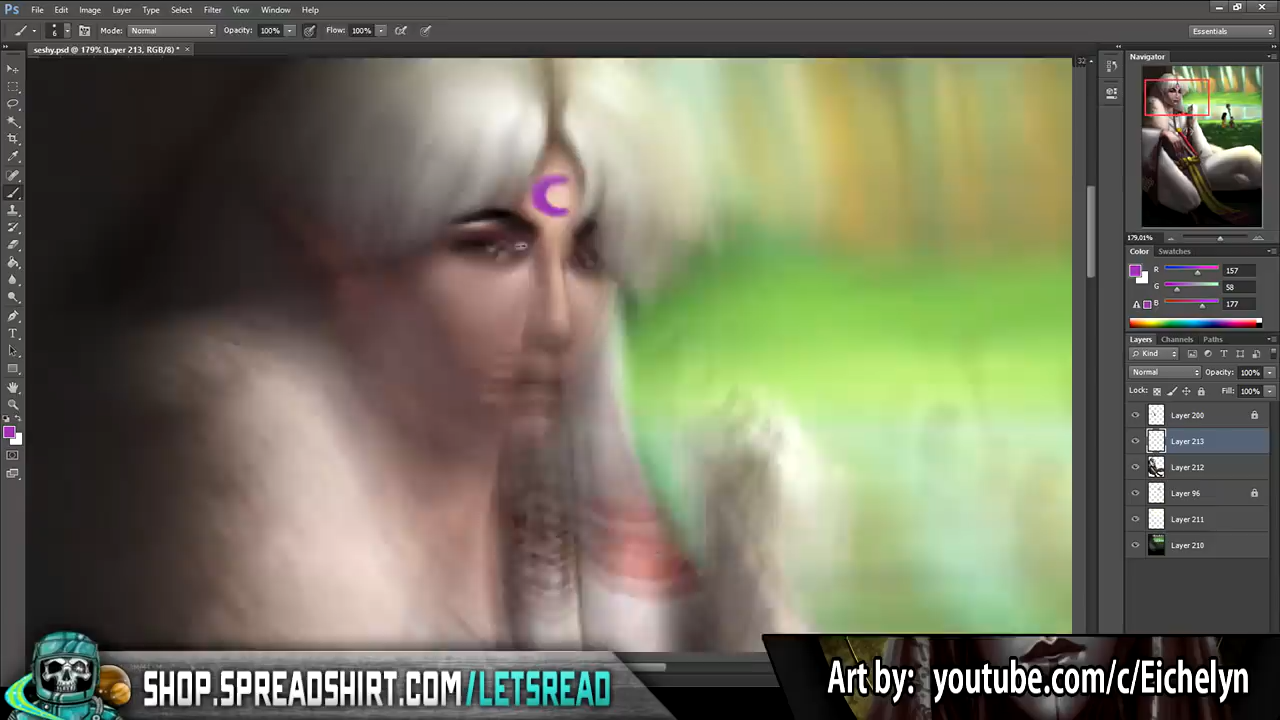 Ps File Edit Image Layer Type Select Filter View Window Help
6 Mode: Normal Opacity: 100% Flow: 100% Essentials
seshy.psd @ 179% (Layer 213, RGB/8) * ×
Navigator
179.01%
Color Swatches
R 157
G 58
B 177
Layers Channels Paths
Kind
Normal Opacity: 100%
Lock: Fill: 100%
Layer 200
Layer 213
Layer 212
Layer 96
Layer 211
Layer 210
SHOP.SPREADSHIRT.COM/LETSREAD
Art by: youtube.com/c/Eichelyn